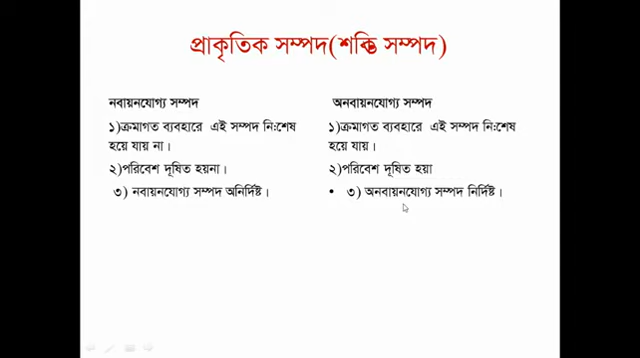 প্রাকৃতিক সম্পদ(শক্তি সম্পদ)
নবায়নযোগ্য সম্পদ
১)ক্রমাগত ব্যবহারে এই সম্পদ নি:শেষ
হয়ে যায় না।
২)পরিবেশ দূষিত হয়না।
৩) নবায়নযোগ্য সম্পদ অনির্দিষ্ট।
অনবায়নযোগ্য সম্পদ
১)ক্রমাগত ব্যবহারে এই সম্পদ নি:শেষ
হয়ে যায়।
২)পরিবেশ দূষিত হয়া
• ৩) অনবায়নযোগ্য সম্পদ নির্দিষ্ট।